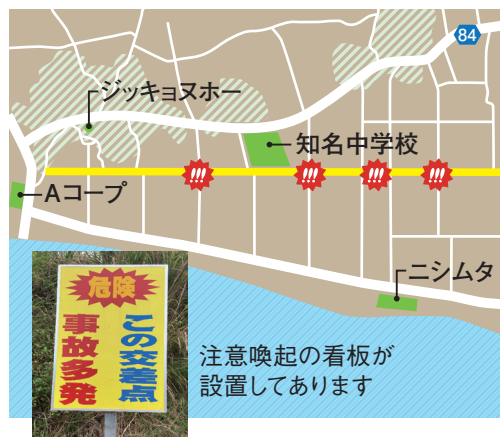 84
ジッキョヌホー
知名中学校
!!!
!!!
!!!
!!!
Aコープ
ニシムタ
危険
この交差点
事故多発
注意喚起の看板が
設置してあります